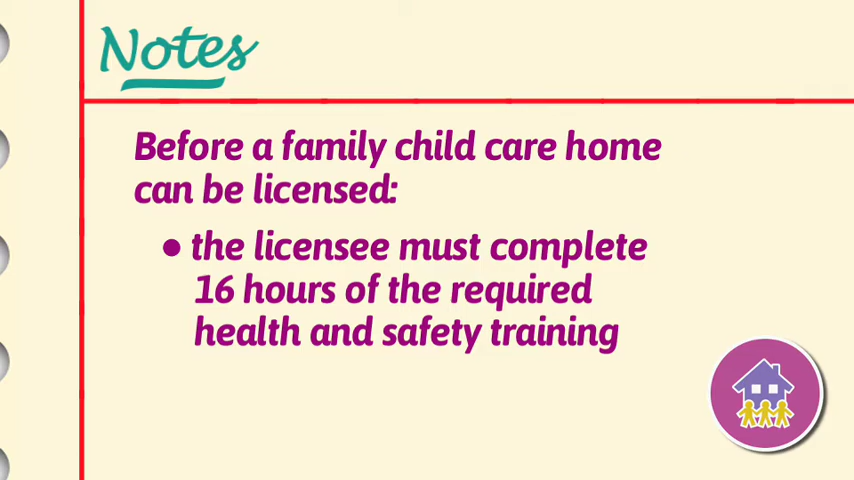 Notes
Before a family child care home
can be licensed:
• the licensee must complete
16 hours of the required
health and safety training